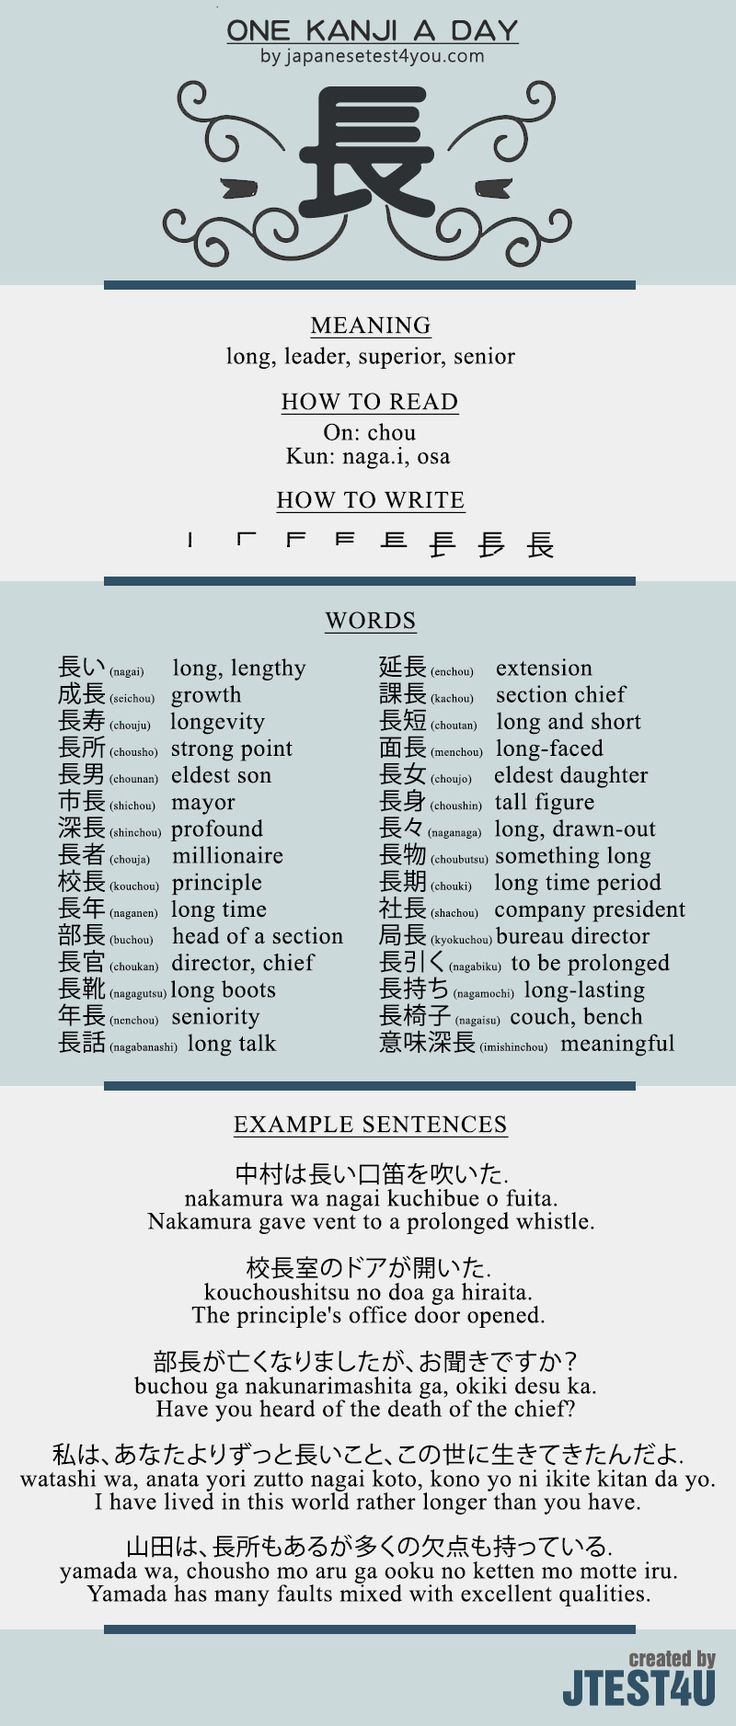 ONE KANJI A DAY
by japanesetest4you.com
長
MEANING
long, leader, superior, senior
HOW TO READ
On: chou
Kun: naga.i, osa
HOW TO WRITE
長
WORDS
長い (nagai) long, lengthy
成長 (seichou) growth
長寿 (chouju) longevity
長所 (chousho) strong point
長男 (chounan) eldest son
市長 (shichou) mayor
深長 (shinchou) profound
長者 (chouja) millionaire
校長 (kouchou) principle
長年 (naganen) long time
部長 (buchou) head of a section
長官 (choukan) director, chief
長靴 (nagagutsu) long boots
年長 (nenchou) seniority
長話 (nagabanashi) long talk
延長 (enchou) extension
課長 (kachou) section chief
長短 (choutan) long and short
面長 (menchou) long-faced
長女 (choujo) eldest daughter
長身 (choushin) tall figure
長々 (naganaga) long, drawn-out
長物 (choubutsu) something long
長期 (chouki) long time period
社長 (shachou) company president
局長 (kyokuchou) bureau director
長引く (nagabiku) to be prolonged
長持ち (nagamochi) long-lasting
長椅子 (nagaisu) couch, bench
意味深長 (imishinchou) meaningful
EXAMPLE SENTENCES
中村は長い口笛を吹いた.
nakamura wa nagai kuchibue o fuita.
Nakamura gave vent to a prolonged whistle.
校長室のドアが開いた.
kouchoushitsu no doa ga hiraita.
The principle's office door opened.
部長が亡くなりましたが、お聞きですか？
buchou ga nakunarimashita ga, okiki desu ka.
Have you heard of the death of the chief?
私は、あなたよりずっと長いこと、この世に生きてきたんだよ.
watashi wa, anata yori zutto nagai koto, kono yo ni ikite kitan da yo.
I have lived in this world rather longer than you have.
山田は、長所もあるが多くの欠点も持っている.
yamada wa, chousho mo aru ga ooku no ketten mo motte iru.
Yamada has many faults mixed with excellent qualities.
created by
JTEST4U